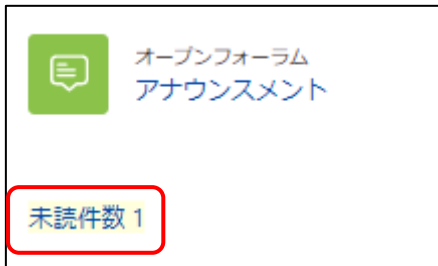 オープンフォーラム
アナウンスメント
未読件数 1